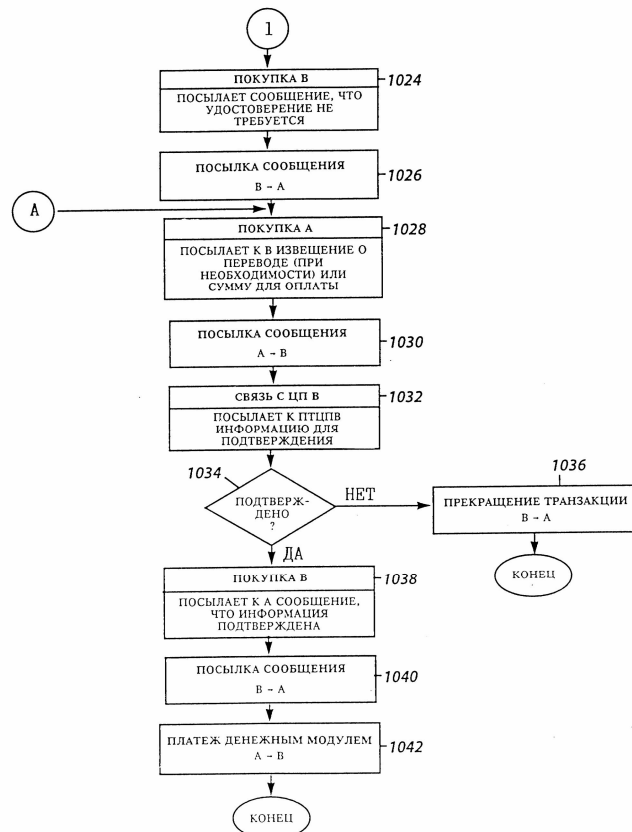 1
ПОКУПКА В
1024
ПОСЫЛАЕТ СООБЩЕНИЕ, ЧТО
УДОСТОВЕРЕНИЕ НЕ
ТРЕБУЕТСЯ
ПОСЫЛКА СООБЩЕНИЯ
В - А
1026
А
ПОКУПКА А
1028
ПОСЫЛАЕТ К В ИЗВЕЩЕНИЕ О
ПЕРЕВОДЕ (ПРИ
НЕОБХОДИМОСТИ) ИЛИ
СУММУ ДЛЯ ОПЛАТЫ
ПОСЫЛКА СООБЩЕНИЯ
А - В
1030
СВЯЗЬ С ЦП В
1032
ПОСЫЛАЕТ К ПТЦПВ
ИНФОРМАЦИЮ ДЛЯ
ПОДТВЕРЖДЕНИЯ
1034
ПОДТВЕРЖ-
ДЕНО
?
НЕТ
1036
ПРЕКРАЩЕНИЕ ТРАНЗАКЦИИ
В - А
КОНЕЦ
ДА
ПОКУПКА В
1038
ПОСЫЛАЕТ К А СООБЩЕНИЕ,
ЧТО ИНФОРМАЦИЯ
ПОДТВЕРЖДЕНА
ПОСЫЛКА СООБЩЕНИЯ
В - А
1040
ПЛАТЕЖ ДЕНЕЖНЫМ МОДУЛЕМ
А - В
1042
КОНЕЦ